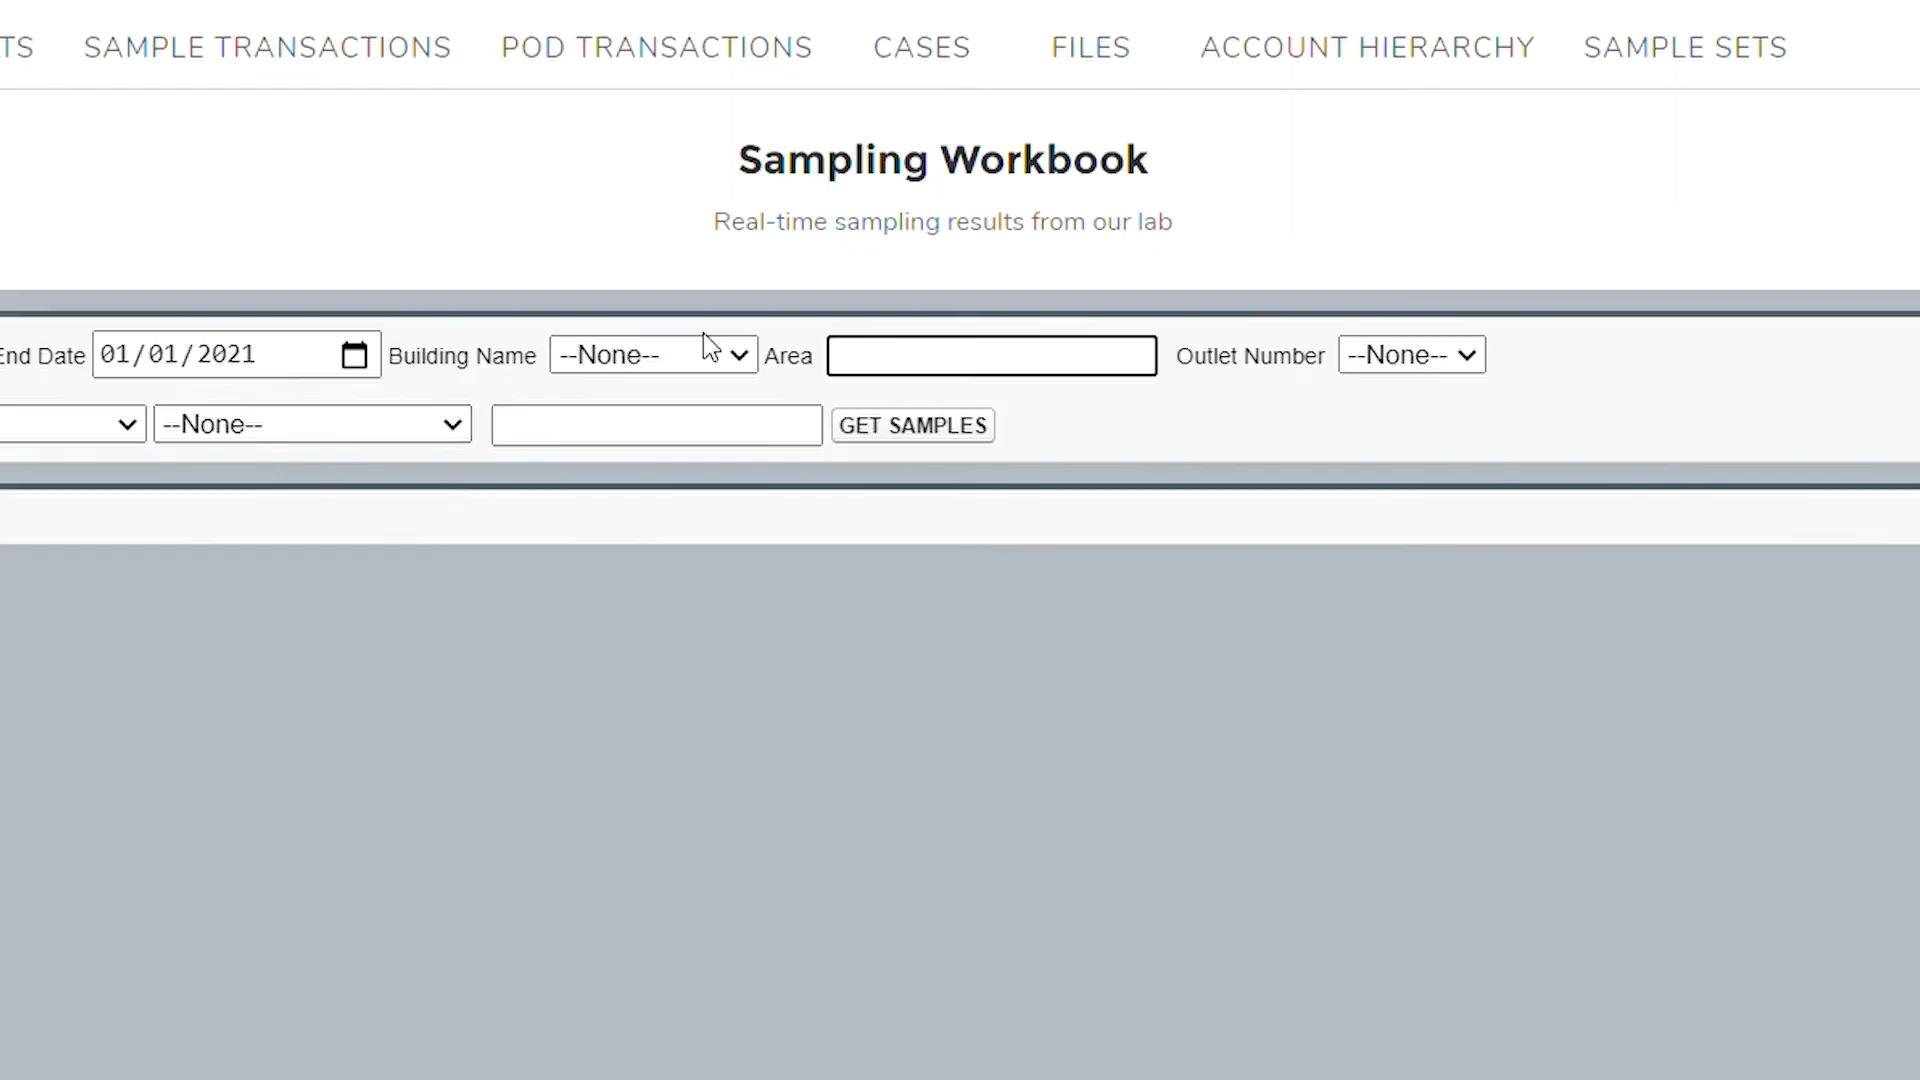 TS SAMPLE TRANSACTIONS POD TRANSACTIONS CASES FILES ACCOUNT HIERARCHY SAMPLE SETS
Sampling Workbook
Real-time sampling results from our lab
End Date 01/01/2021 Building Name --None-- Area Outlet Number --None--
--None-- GET SAMPLES